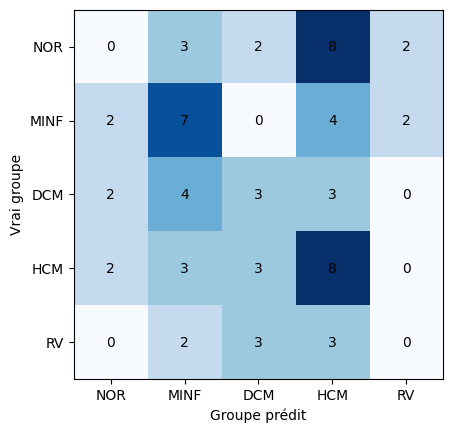 NOR 0 3 2 8 2
MINF 2 7 0 4 2
DCM 2 4 3 3 0
HCM 2 3 3 8 0
RV 0 2 3 3 0
NOR MINF DCM HCM RV
Vrai groupe
Groupe prédit